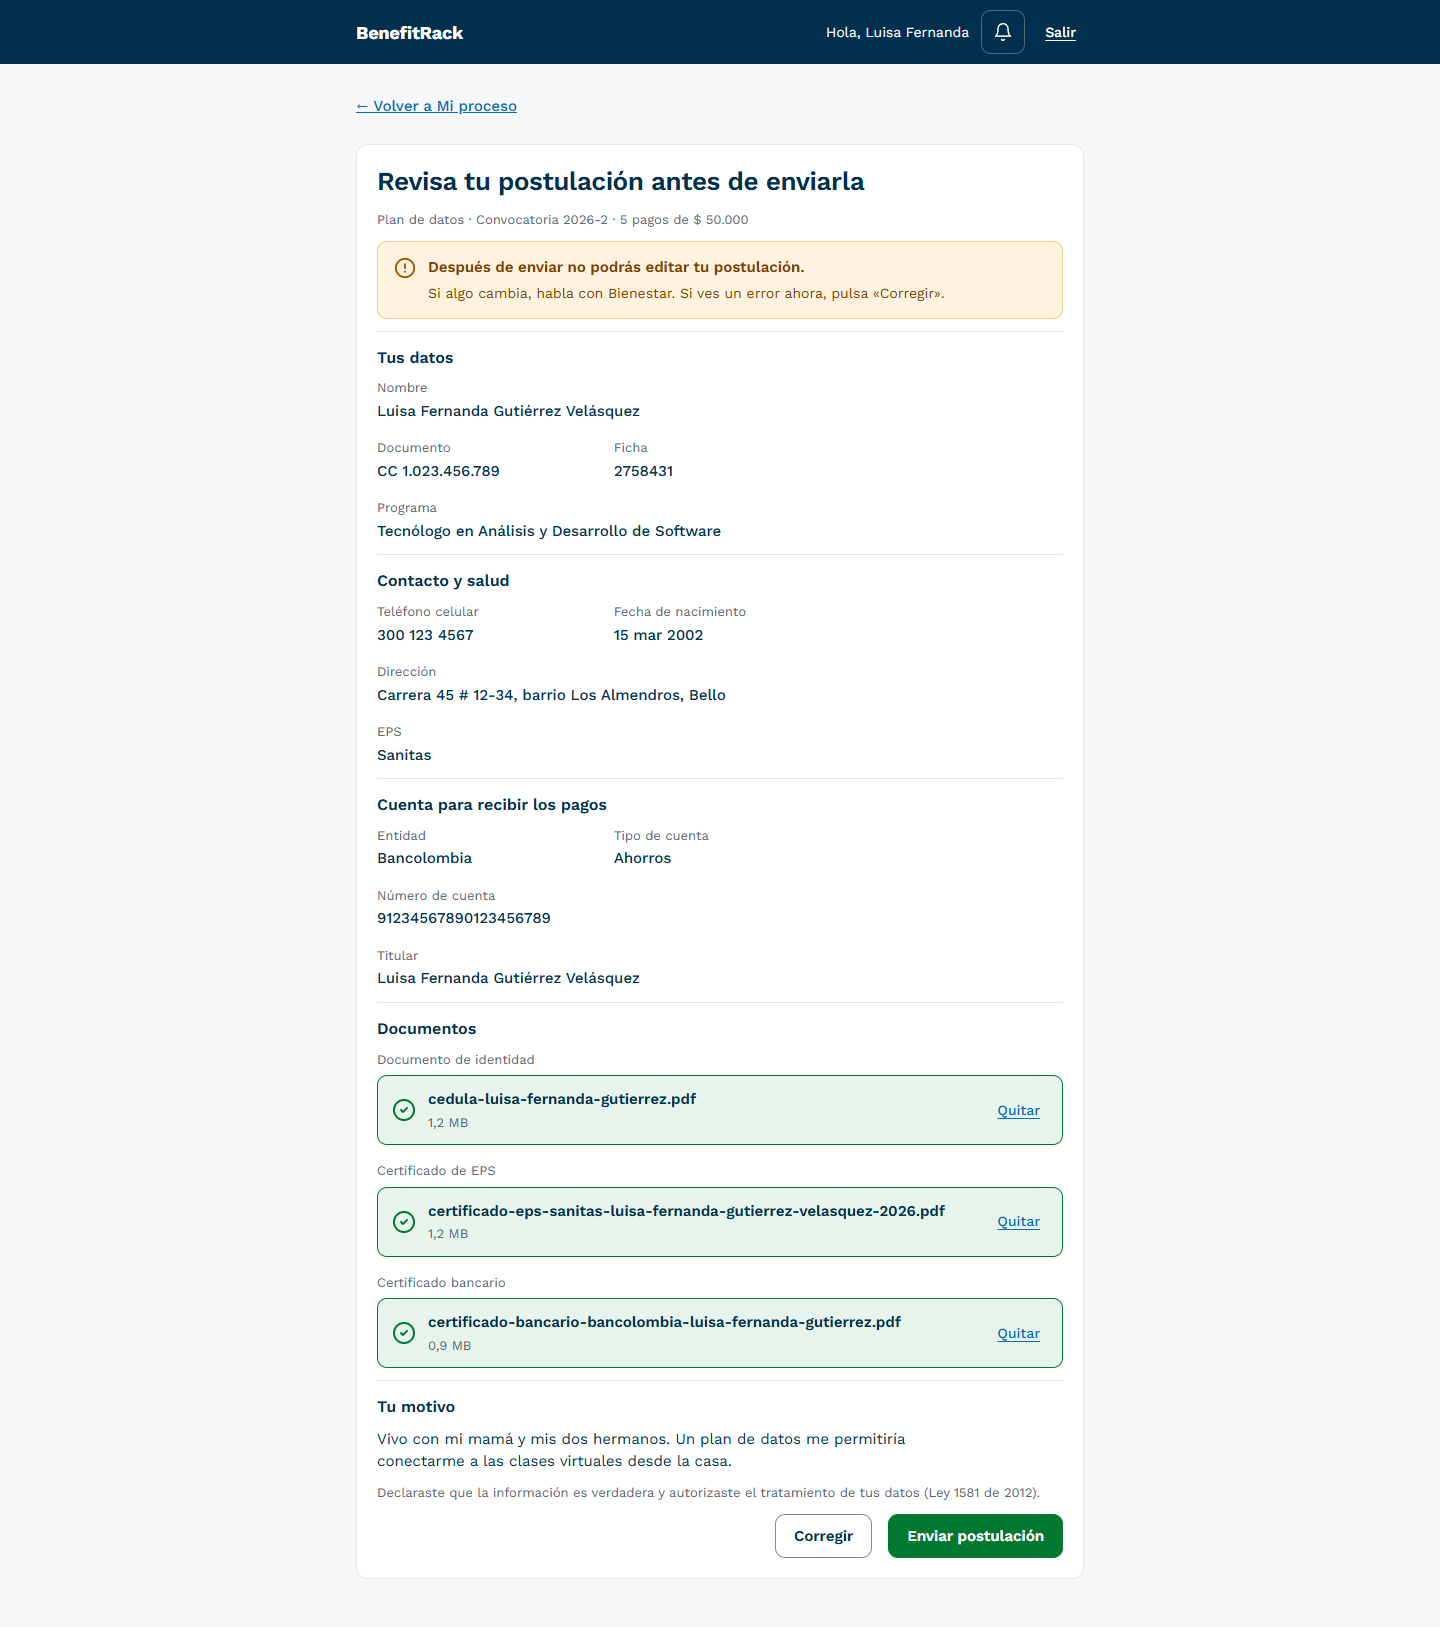 BenefitRack
Hola, Luisa Fernanda
Salir
← Volver a Mi proceso
Revisa tu postulación antes de enviarla
Plan de datos · Convocatoria 2026-2 · 5 pagos de $ 50.000
Después de enviar no podrás editar tu postulación.
Si algo cambia, habla con Bienestar. Si ves un error ahora, pulsa «Corregir».
Tus datos
Nombre
Luisa Fernanda Gutiérrez Velásquez
Documento
CC 1.023.456.789
Ficha
2758431
Programa
Tecnólogo en Análisis y Desarrollo de Software
Contacto y salud
Teléfono celular
300 123 4567
Fecha de nacimiento
15 mar 2002
Dirección
Carrera 45 # 12-34, barrio Los Almendros, Bello
EPS
Sanitas
Cuenta para recibir los pagos
Entidad
Bancolombia
Tipo de cuenta
Ahorros
Número de cuenta
91234567890123456789
Titular
Luisa Fernanda Gutiérrez Velásquez
Documentos
Documento de identidad
cedula-luisa-fernanda-gutierrez.pdf
1,2 MB
Quitar
Certificado de EPS
certificado-eps-sanitas-luisa-fernanda-gutierrez-velasquez-2026.pdf
1,2 MB
Quitar
Certificado bancario
certificado-bancario-bancolombia-luisa-fernanda-gutierrez.pdf
0,9 MB
Quitar
Tu motivo
Vivo con mi mamá y mis dos hermanos. Un plan de datos me permitiría
conectarme a las clases virtuales desde la casa.
Declaraste que la información es verdadera y autorizaste el tratamiento de tus datos (Ley 1581 de 2012).
Corregir
Enviar postulación